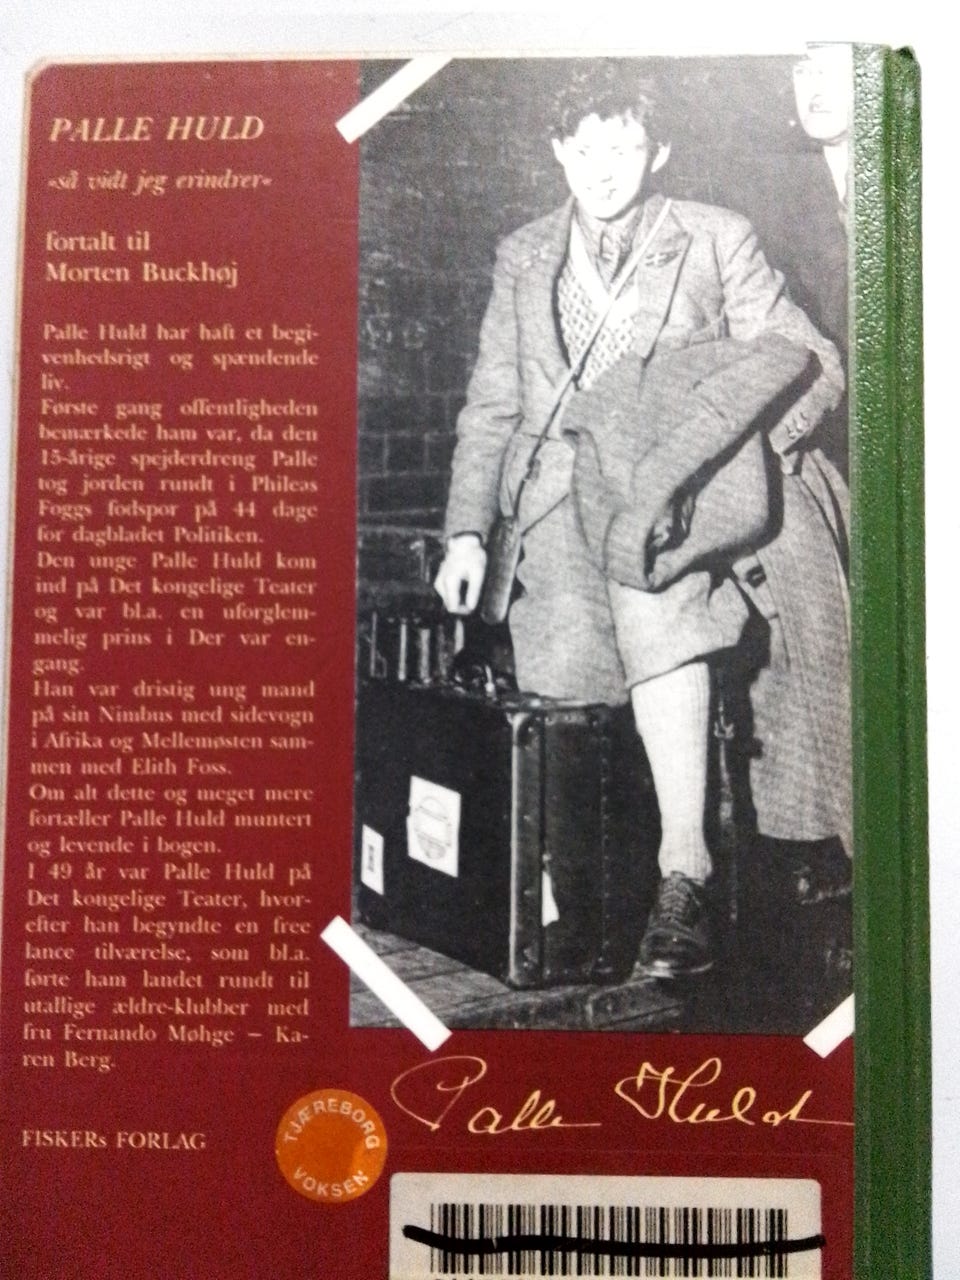 PALLE HULD
»så vidt jeg erindrer«
fortalt til
Morten Buckhøj
Palle Huld har haft et begi-
venhedsrigt og spændende
liv.
Første gang offentligheden
bemærkede ham var, da den
15-årige spejderdreng Palle
tog jorden rundt i Phileas
Foggs fodspor på 44 dage
for dagbladet Politiken.
Den unge Palle Huld kom
ind på Det kongelige Teater
og var bl.a. en uforglem-
melig prins i Der var en-
gang.
Han var dristig ung mand
på sin Nimbus med sidevogn
i Afrika og Mellemøsten sam-
men med Elith Foss.
Om alt dette og meget mere
fortæller Palle Huld muntert
og levende i bogen.
I 49 år var Palle Huld på
Det kongelige Teater, hvor-
efter han begyndte en free
lance tilværelse, som bl.a.
førte ham landet rundt til
utallige ældre-klubber med
fru Fernando Møhge – Ka-
ren Berg.
Palle Huld
FISKERs FORLAG
TJÆREBORG
VOKSEN